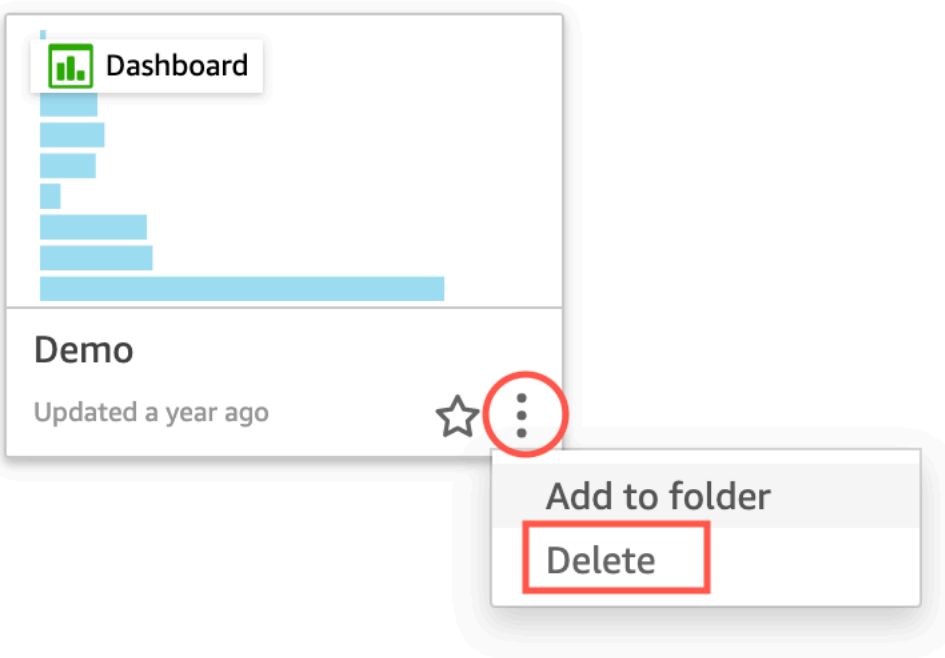 Dashboard
Demo
Updated a year ago
Add to folder
Delete